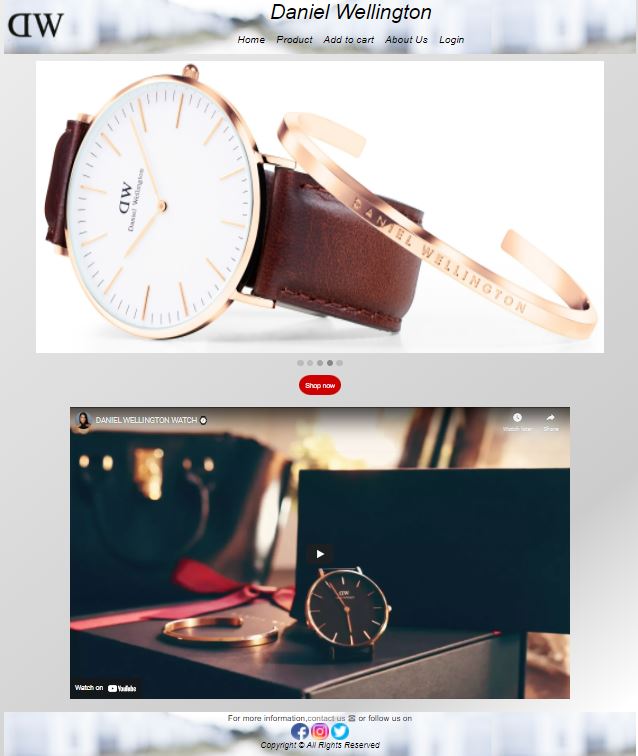 DW
Daniel Wellington
Home Product Add to cart About Us Login
DW
Daniel Wellington
DANIEL WELLINGTON
Shop now
DANIEL WELLINGTON WATCH
Watch later Share
DW
Watch on YouTube
For more information,contact us ✉ or follow us on
Copyright © All Rights Reserved